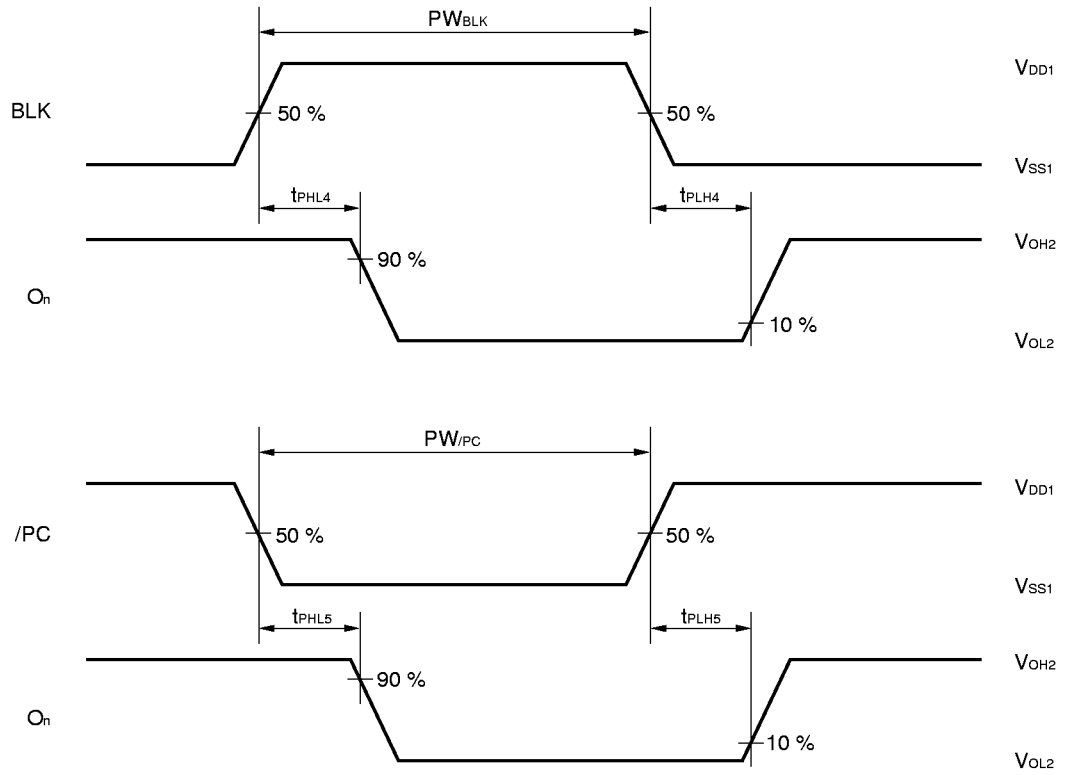 PWBLK
VDD1
BLK
50 %
50 %
VSS1
tPHL4
tPLH4
VOH2
90 %
On
10 %
VOL2
PW/PC
VDD1
/PC
50 %
50 %
VSS1
tPHL5
tPLH5
VOH2
90 %
On
10 %
VOL2